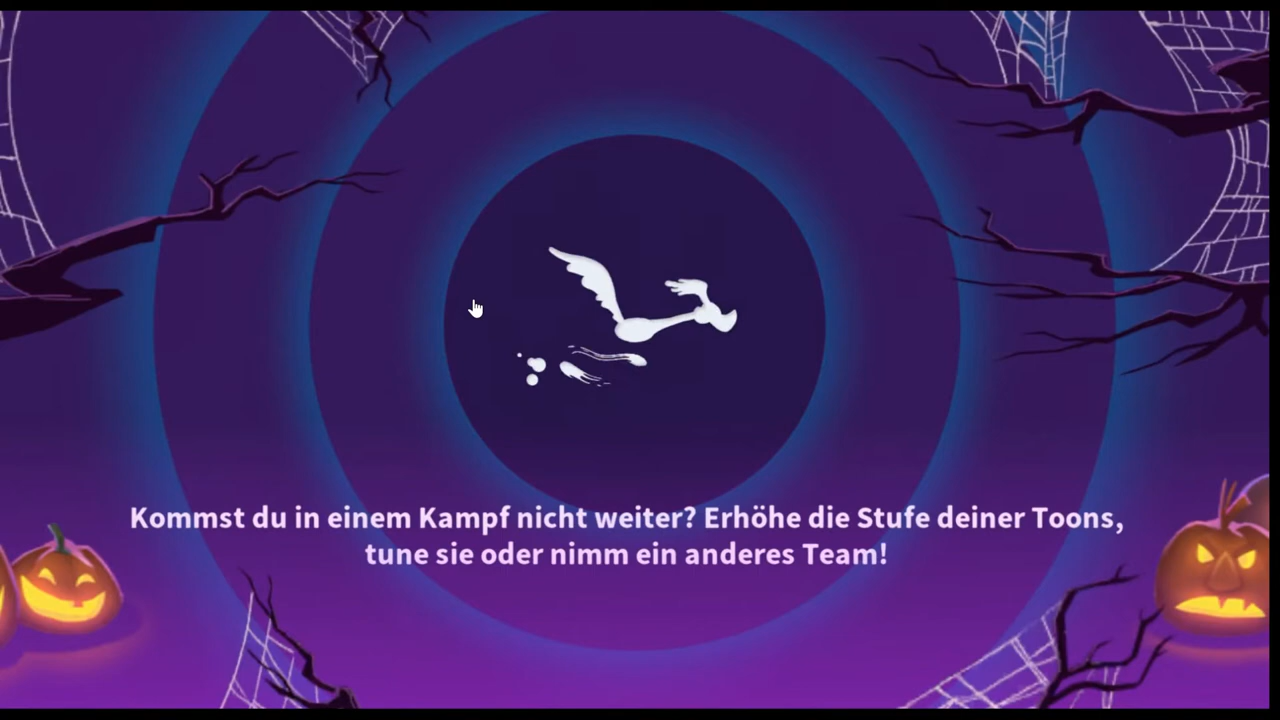 Kommst du in einem Kampf nicht weiter? Erhöhe die Stufe deiner Toons,
tune sie oder nimm ein anderes Team!